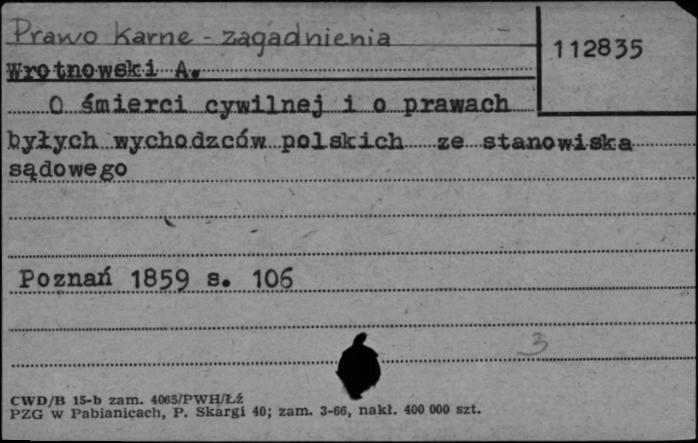 Prawo Karne - zagadnienia
112835
Wrotnowski A.
O śmierci cywilnej i o prawach
byłych wychodzców polskich ze stanowiska
sądowego
Poznań 1859 s. 106
3
CWD/B 15-b zam. 4065/PWH/Łź
PZG w Pabianicach, P. Skargi 40; zam. 3-66, nakł. 400 000 szt.